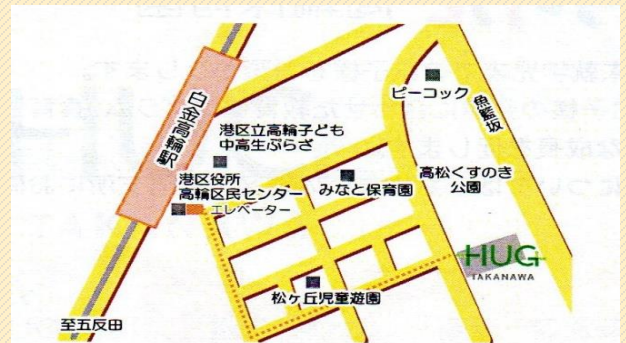 白金高輪駅
ピーコック
魚籃坂
港区立高輪子ども
中高生ぷらざ
港区役所
高輪区民センター
エレベーター
みなと保育園
高松くすのき
公園
HUG
TAKANAWA
松ヶ丘児童遊園
至五反田